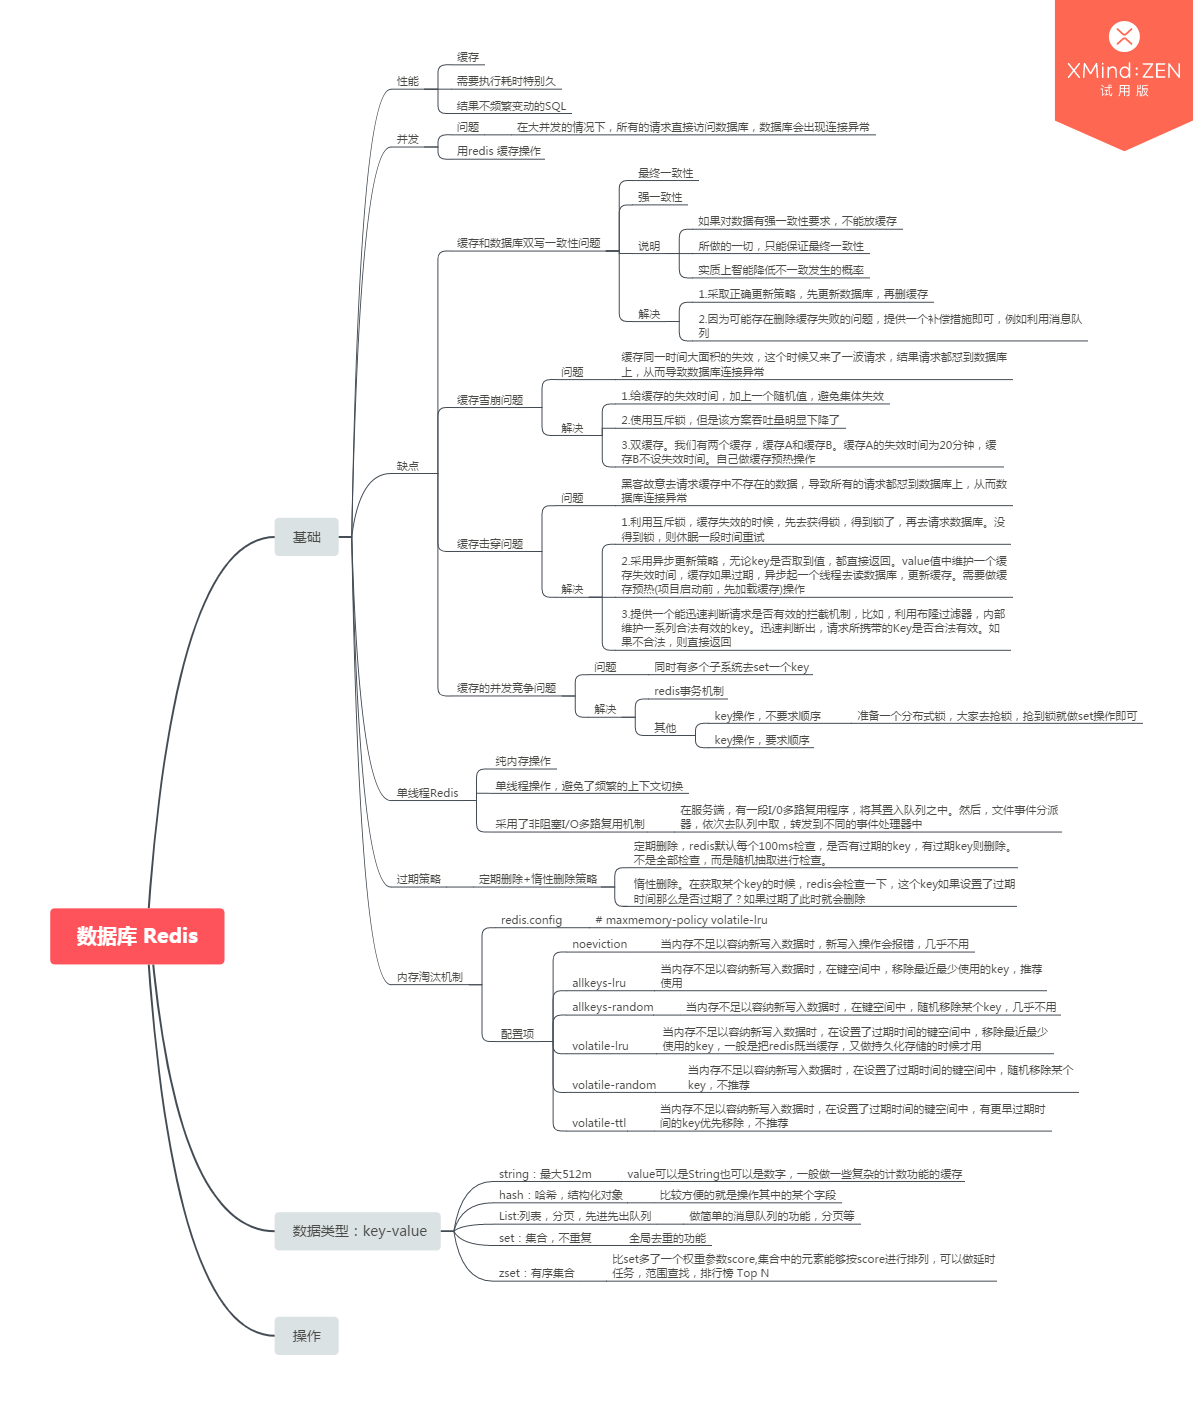 XMind:ZEN
试用版
缓存
性能
需要执行耗时特别久
结果不频繁变动的SQL
问题
在大并发的情况下，所有的请求直接访问数据库，数据库会出现连接异常
并发
用redis 缓存操作
最终一致性
强一致性
如果对数据有强一致性要求，不能放缓存
缓存和数据库双写一致性问题
说明
所做的一切，只能保证最终一致性
实质上智能降低不一致发生的概率
1.采取正确更新策略，先更新数据库，再删缓存
解决
2.因为可能存在删除缓存失败的问题，提供一个补偿措施即可，例如利用消息队
列
缓存同一时间大面积的失效，这个时候又来了一波请求，结果请求都怼到数据库
上，从而导致数据库连接异常
问题
缓存雪崩问题
1.给缓存的失效时间，加上一个随机值，避免集体失效
2.使用互斥锁，但是该方案吞吐量明显下降了
解决
3.双缓存。我们有两个缓存，缓存A和缓存B。缓存A的失效时间为20分钟，缓
存B不设失效时间。自己做缓存预热操作
缺点
黑客故意去请求缓存中不存在的数据，导致所有的请求都怼到数据库上，从而数
据库连接异常
问题
1.利用互斥锁，缓存失效的时候，先去获得锁，得到锁了，再去请求数据库。没
得到锁，则休眠一段时间重试
缓存击穿问题
2.采用异步更新策略，无论key是否取到值，都直接返回。value值中维护一个缓
存失效时间，缓存如果过期，异步起一个线程去读数据库，更新缓存。需要做缓
存预热(项目启动前，先加载缓存)操作
解决
3.提供一个能迅速判断请求是否有效的拦截机制，比如，利用布隆过滤器，内部
维护一系列合法有效的key。迅速判断出，请求所携带的Key是否合法有效。如
果不合法，则直接返回
基础
问题
同时有多个子系统去set一个key
缓存的并发竞争问题
redis事务机制
解决
key操作，不要求顺序
准备一个分布式锁，大家去抢锁，抢到锁就做set操作即可
其他
key操作，要求顺序
纯内存操作
单线程Redis
单线程操作，避免了频繁的上下文切换
采用了非阻塞I/O多路复用机制
在服务端，有一段I/0多路复用程序，将其置入队列之中。然后，文件事件分派
器，依次去队列中取，转发到不同的事件处理器中
定期删除，redis默认每个100ms检查，是否有过期的key，有过期key则删除。
不是全部检查，而是随机抽取进行检查。
过期策略
定期删除+惰性删除策略
惰性删除。在获取某个key的时候，redis会检查一下，这个key如果设置了过期
时间那么是否过期了？如果过期了此时就会删除
redis.config
# maxmemory-policy volatile-lru
数据库 Redis
noeviction
当内存不足以容纳新写入数据时，新写入操作会报错，几乎不用
内存淘汰机制
allkeys-lru
当内存不足以容纳新写入数据时，在键空间中，移除最近最少使用的key，推荐
使用
allkeys-random
当内存不足以容纳新写入数据时，在键空间中，随机移除某个key，几乎不用
配置项
volatile-lru
当内存不足以容纳新写入数据时，在设置了过期时间的键空间中，移除最近最少
使用的key，一般是把redis既当缓存，又做持久化存储的时候才用
volatile-random
当内存不足以容纳新写入数据时，在设置了过期时间的键空间中，随机移除某个
key，不推荐
volatile-ttl
当内存不足以容纳新写入数据时，在设置了过期时间的键空间中，有更早过期时
间的key优先移除，不推荐
string：最大512m
value可以是String也可以是数字，一般做一些复杂的计数功能的缓存
hash：哈希，结构化对象
比较方便的就是操作其中的某个字段
List:列表，分页，先进先出队列
做简单的消息队列的功能，分页等
数据类型：key-value
set：集合，不重复
全局去重的功能
zset：有序集合
比set多了一个权重参数score,集合中的元素能够按score进行排列，可以做延时
任务，范围查找，排行榜 Top N
操作